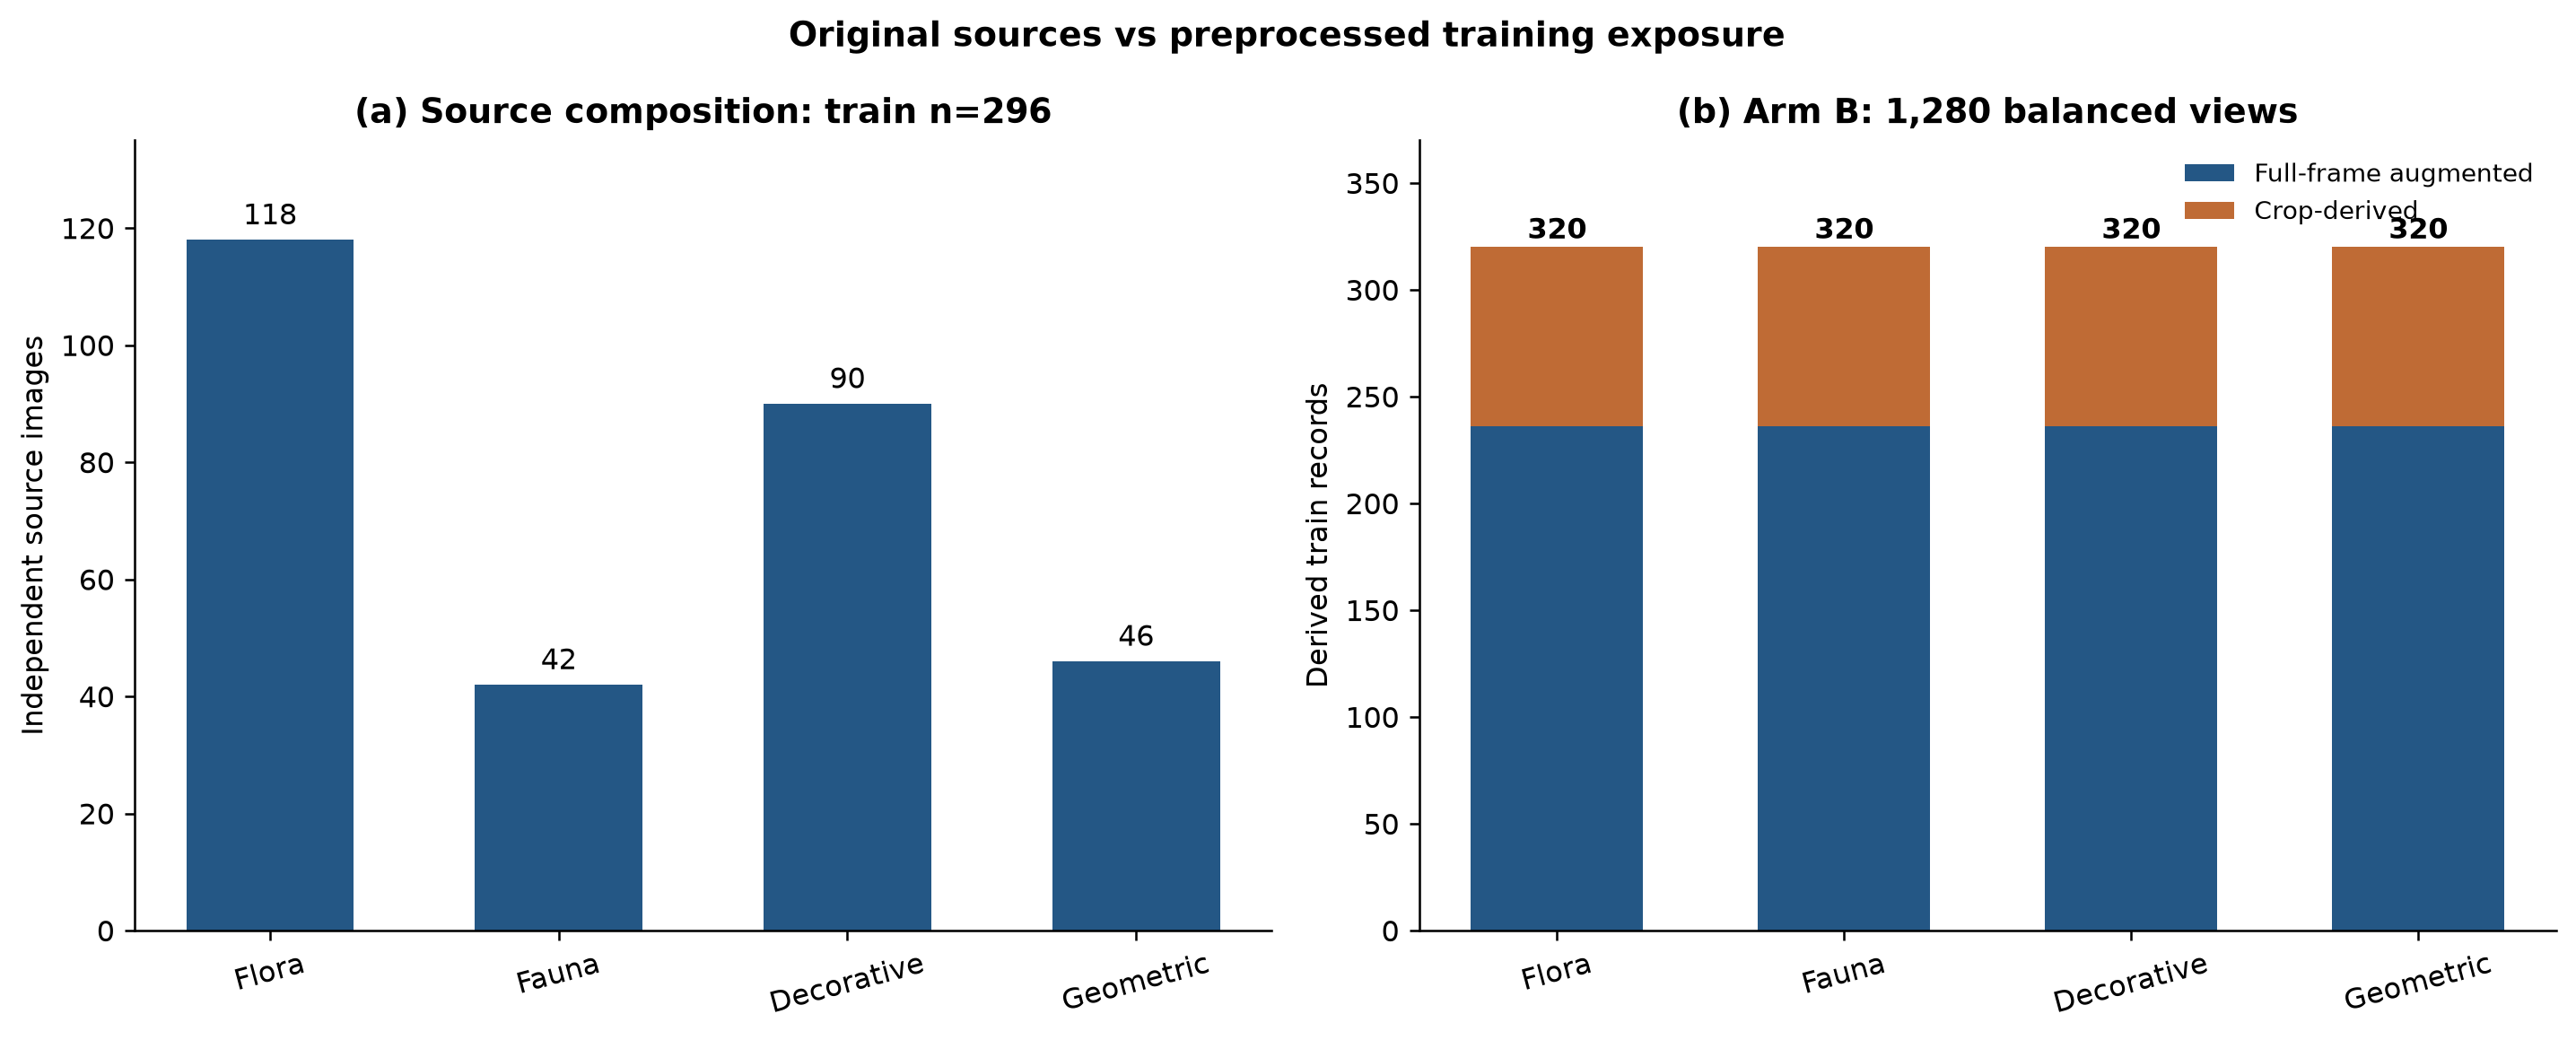 Original sources vs preprocessed training exposure
(a) Source composition: train n=296
Independent source images
120
100
80
60
40
20
0
118
42
90
46
Flora
Fauna
Decorative
Geometric
(b) Arm B: 1,280 balanced views
Derived train records
350
300
250
200
150
100
50
0
Full-frame augmented
Crop-derived
320
320
320
320
Flora
Fauna
Decorative
Geometric